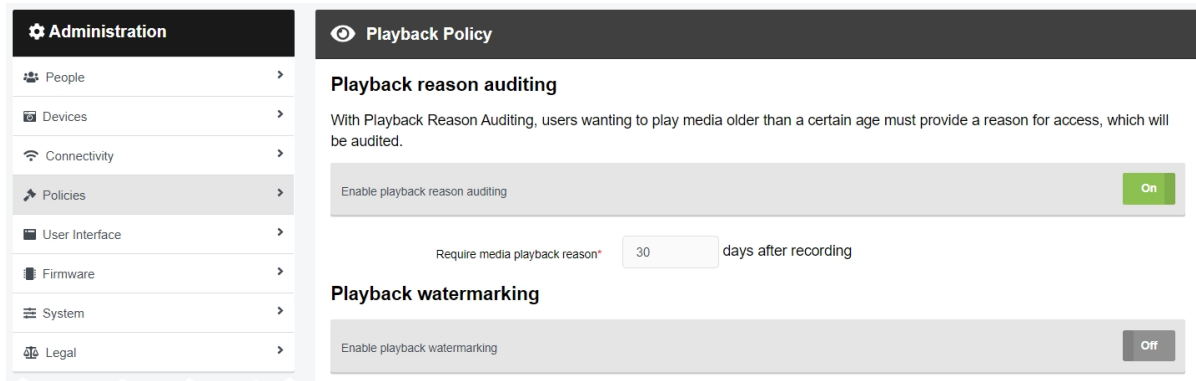 Administration
People
Devices
Connectivity
Policies
User Interface
Firmware
System
Legal
Playback Policy
Playback reason auditing
With Playback Reason Auditing, users wanting to play media older than a certain age must provide a reason for access, which will
be audited.
Enable playback reason auditing On
Require media playback reason* 30 days after recording
Playback watermarking
Enable playback watermarking Off